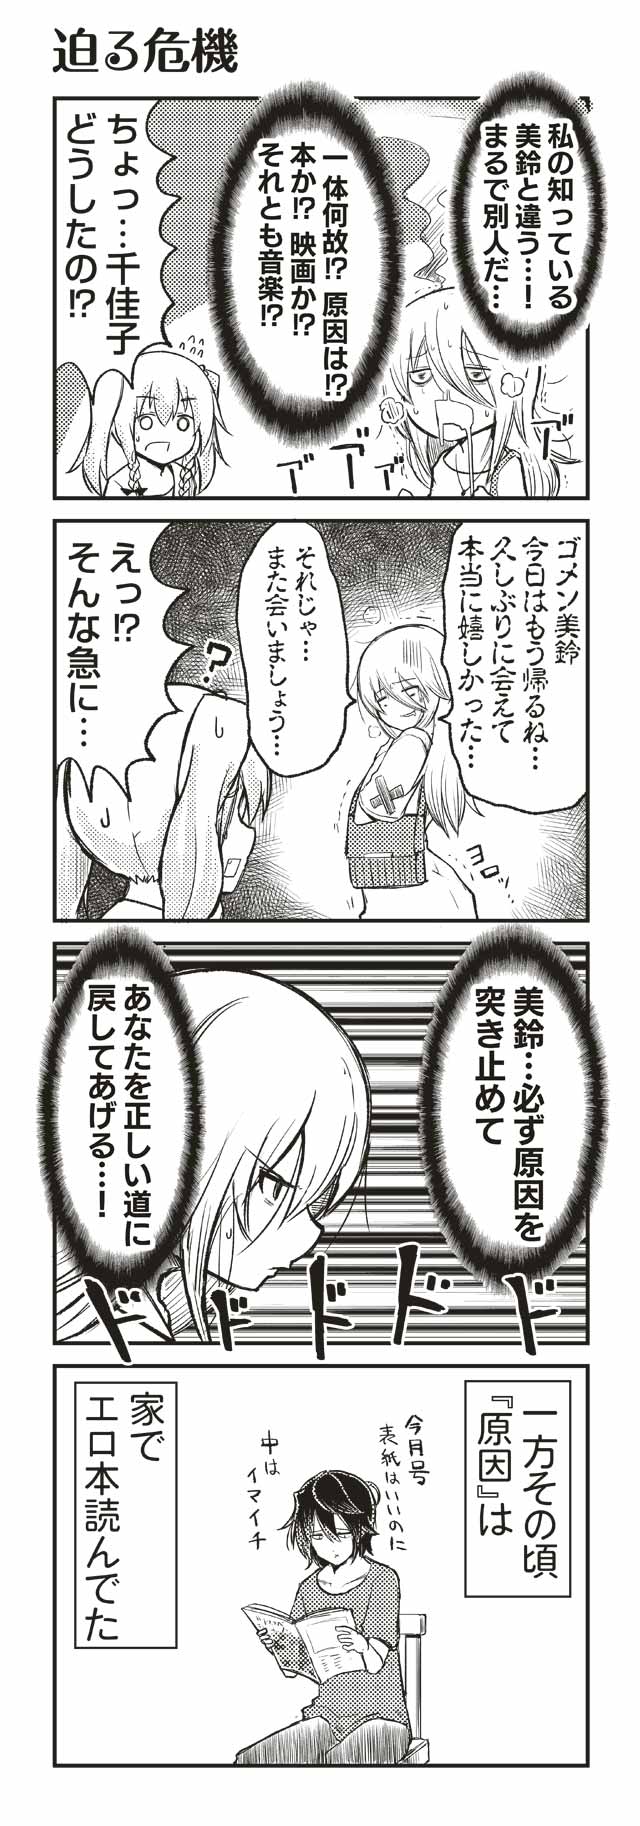 迫る危機
私の知っている
美鈴と違う…!
まるで別人だ…
一体何故!? 原因は!?
本か!? 映画か!?
それとも音楽!?
ちょっ…千佳子
どうしたの!?
ブブブ
ゴメン美鈴
今日はもう帰るね…
久しぶりに会えて
本当に嬉しかった…
それじゃ…
また会いましょう…
えっ!?
そんな急に…
?
ヨロ…
美鈴…必ず原因を
突き止めて
あなたを正しい道に
戻してあげる…!
ドドドドド
一方その頃
『原因』は
今月号
表紙はいいのに
中は
イマイチ
家で
エロ本読んでた